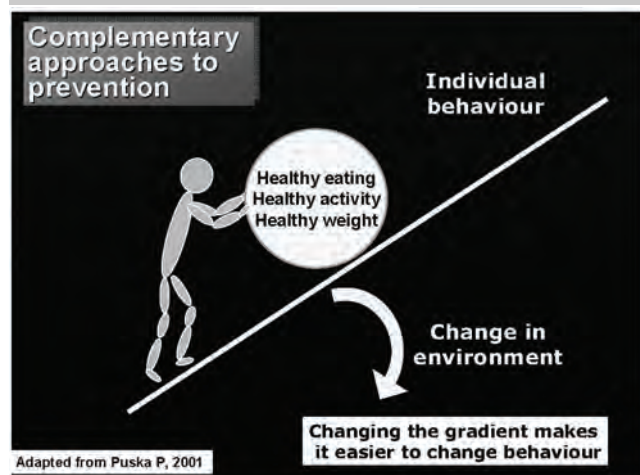 Complementary
approaches to
prevention
Individual
behaviour
Healthy eating
Healthy activity
Healthy weight
Change in
environment
Changing the gradient makes
it easier to change behaviour
Adapted from Puska P, 2001